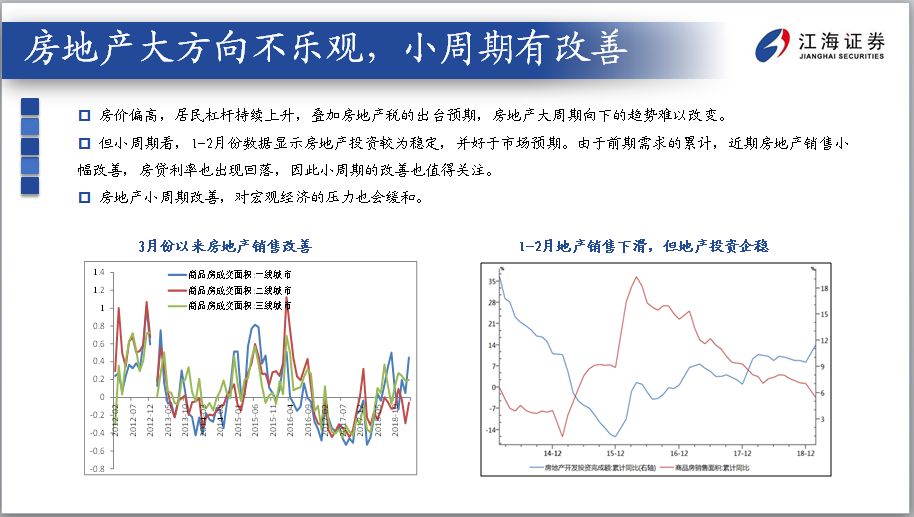 房地产大方向不乐观，小周期有改善
江海证券
JIANGHAI SECURITIES
房价偏高，居民杠杆持续上升，叠加房地产税的出台预期，房地产大周期向下的趋势难以改变。
但小周期看，1-2月份数据显示房地产投资较为稳定，并好于市场预期。由于前期需求的累计，近期房地产销售小
幅改善，房贷利率也出现回落，因此小周期的改善也值得关注。
房地产小周期改善，对宏观经济的压力也会缓和。
3月份以来房地产销售改善
商品房成交面积:一线城市
商品房成交面积:二线城市
商品房成交面积:三线城市
1.4
1.2
1
0.8
0.6
0.4
0.2
0
-0.2
-0.4
-0.6
-0.8
2012-02
2012-07
2012-12
2015-06
2015-11
2016-04
2016-09
1-2月地产销售下滑，但地产投资企稳
%
%
35
28
21
14
7
0
-7
-14
18
15
12
9
6
3
14-12
15-12
16-12
17-12
18-12
房地产开发投资完成额:累计同比(右轴)
商品房销售面积:累计同比